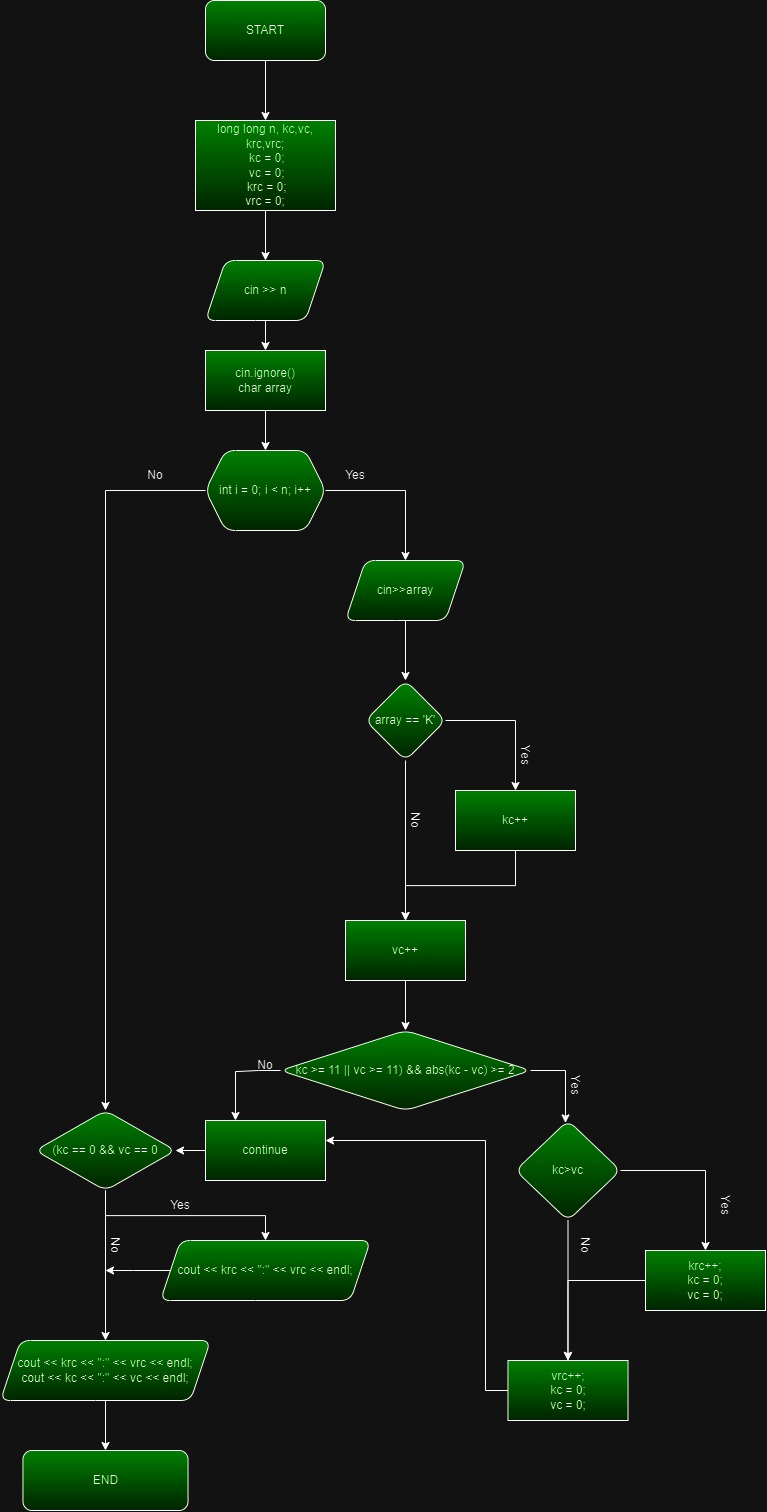 START
long long n, kc,vc,
krc,vrc;
kc = 0;
vc = 0;
krc = 0;
vrc = 0;
cin >> n
cin.ignore()
char array
int i = 0; i < n; i++
No
Yes
cin>>array
array == 'K'
Yes
No
kc++
vc++
kc >= 11 || vc >= 11) && abs(kc - vc) >= 2
No
Yes
continue
(kc == 0 && vc == 0
kc>vc
Yes
No
Yes
No
krc++;
kc = 0;
vc = 0;
cout << krc << ":" << vrc << endl;
cout << krc << ":" << vrc << endl;
cout << kc << ":" << vc << endl;
vrc++;
kc = 0;
vc = 0;
END